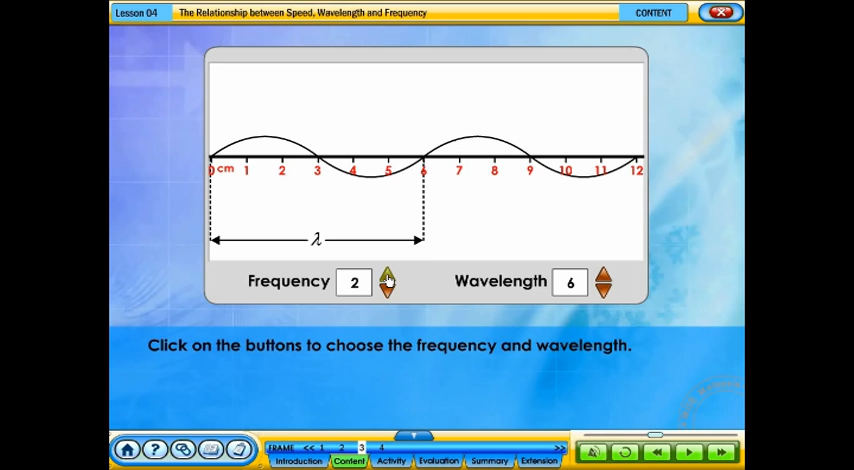 Lesson 04 The Relationship between Speed, Wavelength and Frequency CONTENT
0 cm 1 2 3 4 5 6 7 8 9 10 11 12
λ
Frequency 2 Wavelength 6
Click on the buttons to choose the frequency and wavelength.
FRAME << 1 2 3 4 >>
Introduction Content Activity Evaluation Summary Extension